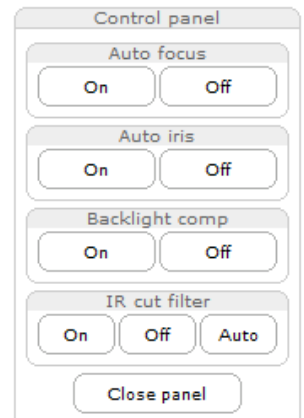 Control panel
Auto focus
On Off
Auto iris
On Off
Backlight comp
On Off
IR cut filter
On Off Auto
Close panel